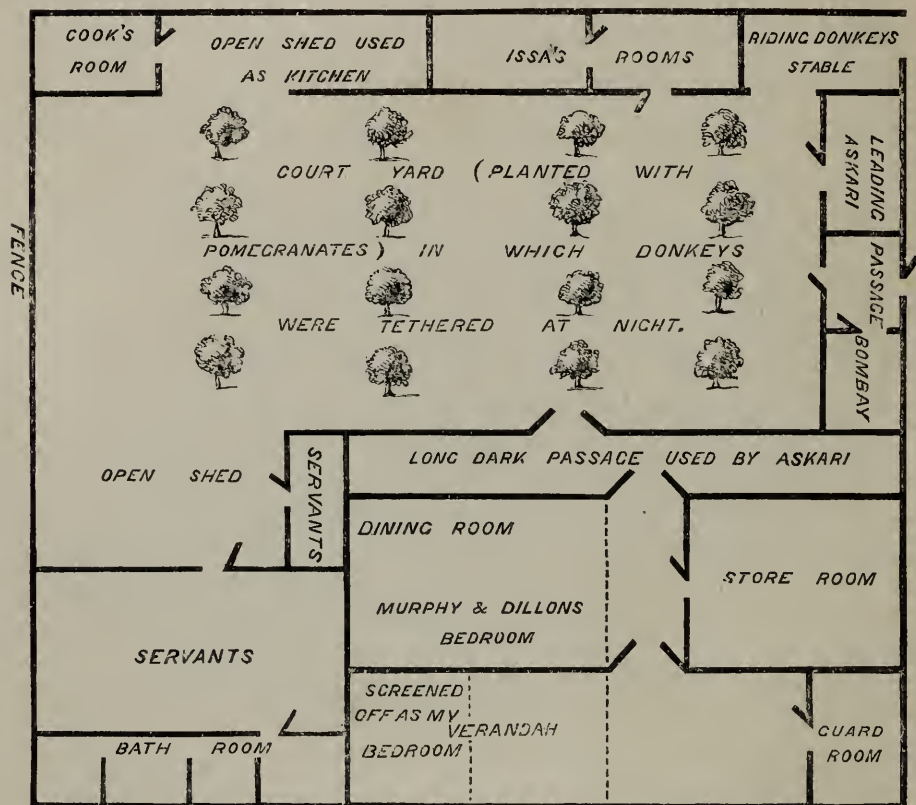 COOK'S
ROOM
OPEN SHED USED
AS KITCHEN
ISSA'S ROOMS
RIDING DONKEYS
STABLE
LEADING
ASKARI
FENCE
COURT YARD (PLANTED WITH
POMEGRANATES) IN WHICH DONKEYS
WERE TETHERED AT NIGHT.
PASSAGE
BOMBAY
OPEN SHED
SERVANTS
LONG DARK PASSAGE USED BY ASKARI
DINING ROOM
MURPHY & DILLONS
BEDROOM
STORE ROOM
SERVANTS
SCREENED
OFF AS MY
BEDROOM
VERANDAH
GUARD
ROOM
BATH ROOM